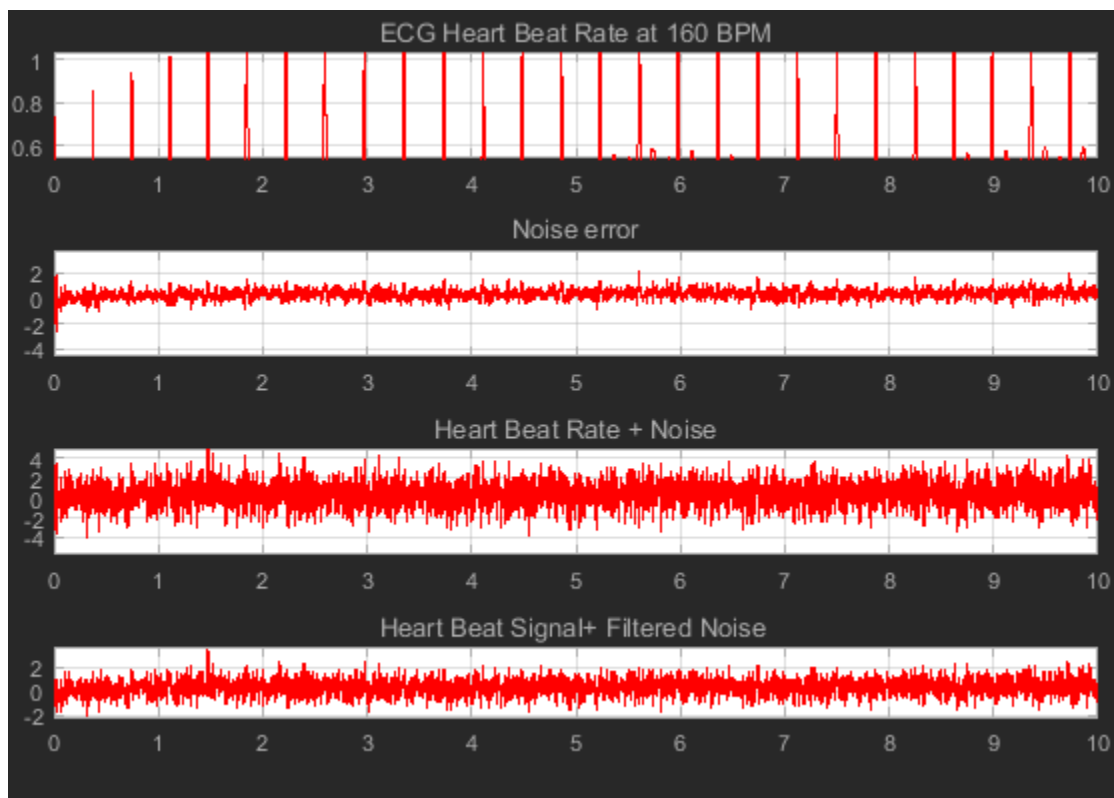 ECG Heart Beat Rate at 160 BPM
1
0.8
0.6
0 1 2 3 4 5 6 7 8 9 10
Noise error
2
0
-2
-4
0 1 2 3 4 5 6 7 8 9 10
Heart Beat Rate + Noise
4
2
0
-2
-4
0 1 2 3 4 5 6 7 8 9 10
Heart Beat Signal+ Filtered Noise
2
0
-2
0 1 2 3 4 5 6 7 8 9 10